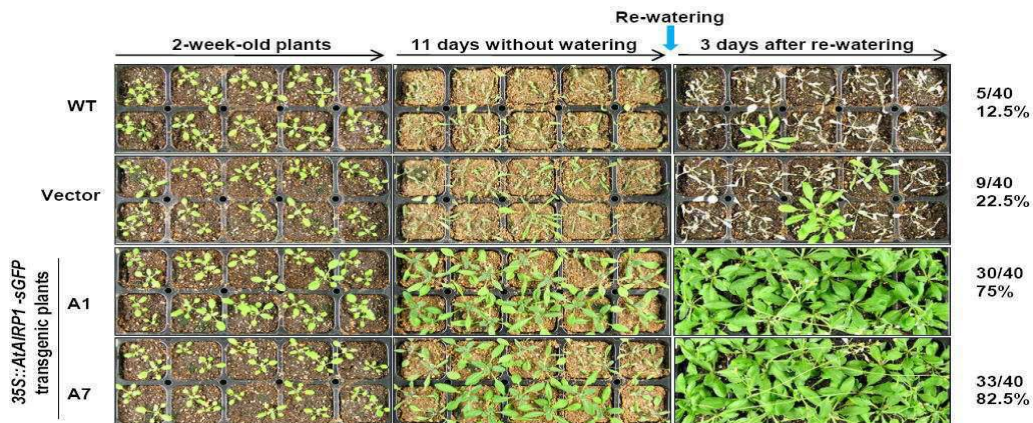 Re-watering
2-week-old plants
11 days without watering
3 days after re-watering
WT
5/40
12.5%
Vector
9/40
22.5%
35S::AtAIRP1 -sGFP
transgenic plants
A1
30/40
75%
A7
33/40
82.5%